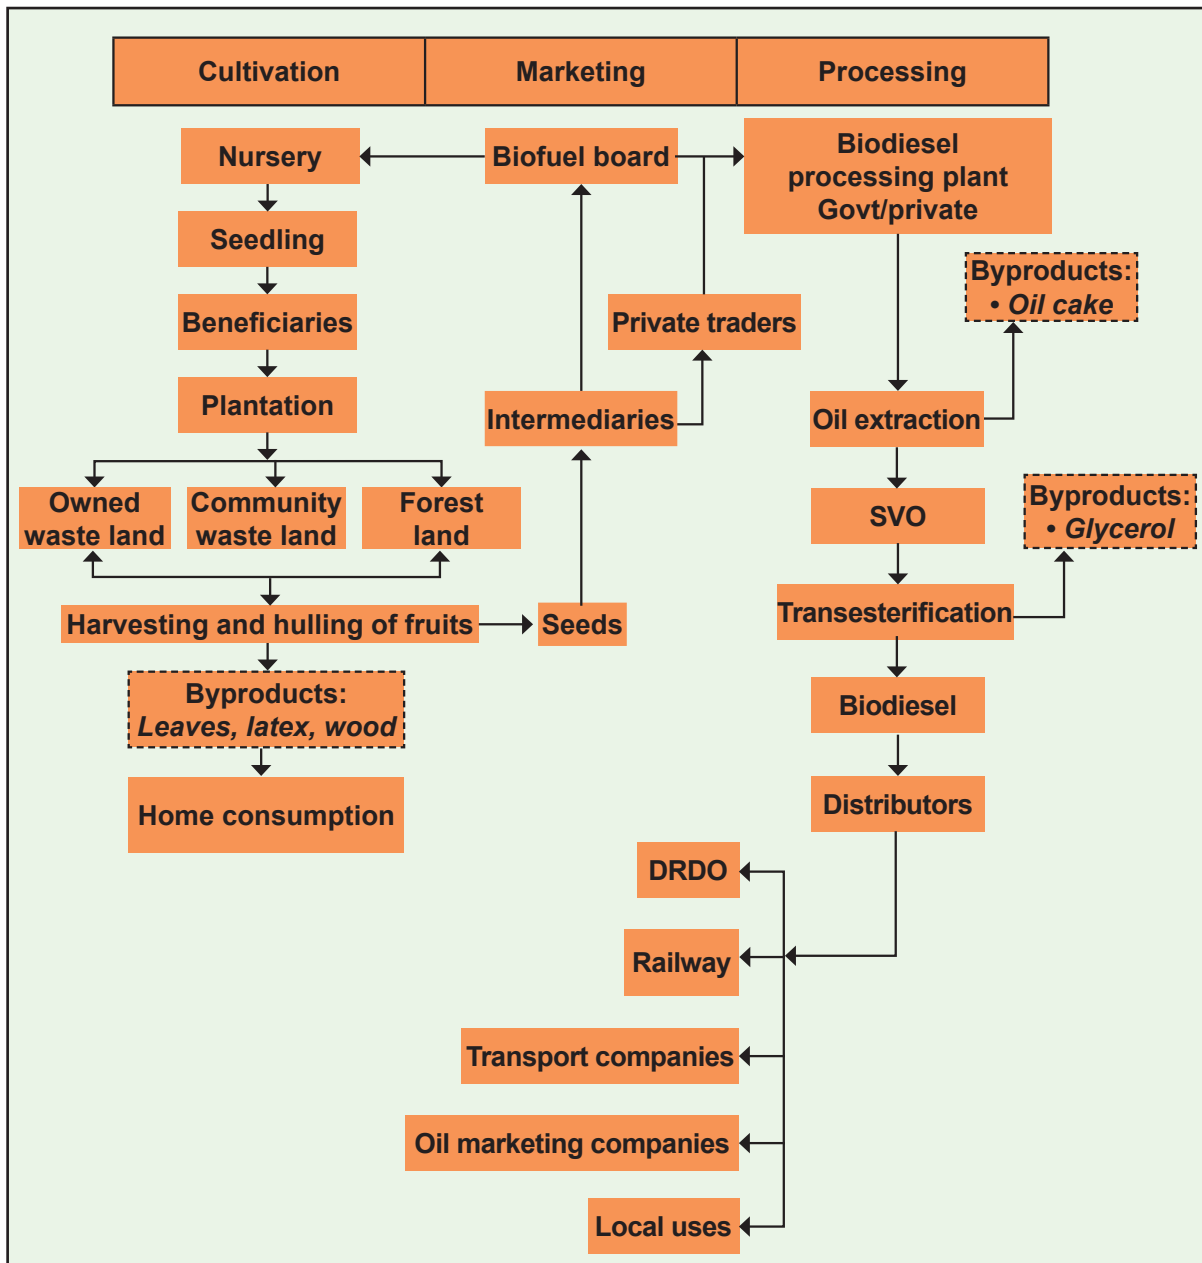 Cultivation
Marketing
Processing
Nursery
Biofuel board
Biodiesel
processing plant
Govt/private
Seedling
Byproducts:
• Oil cake
Beneficiaries
Private traders
Plantation
Intermediaries
Oil extraction
Owned
waste land
Community
waste land
Forest
land
SVO
Byproducts:
• Glycerol
Harvesting and hulling of fruits
Seeds
Transesterification
Byproducts:
Leaves, latex, wood
Biodiesel
Home consumption
Distributors
DRDO
Railway
Transport companies
Oil marketing companies
Local uses